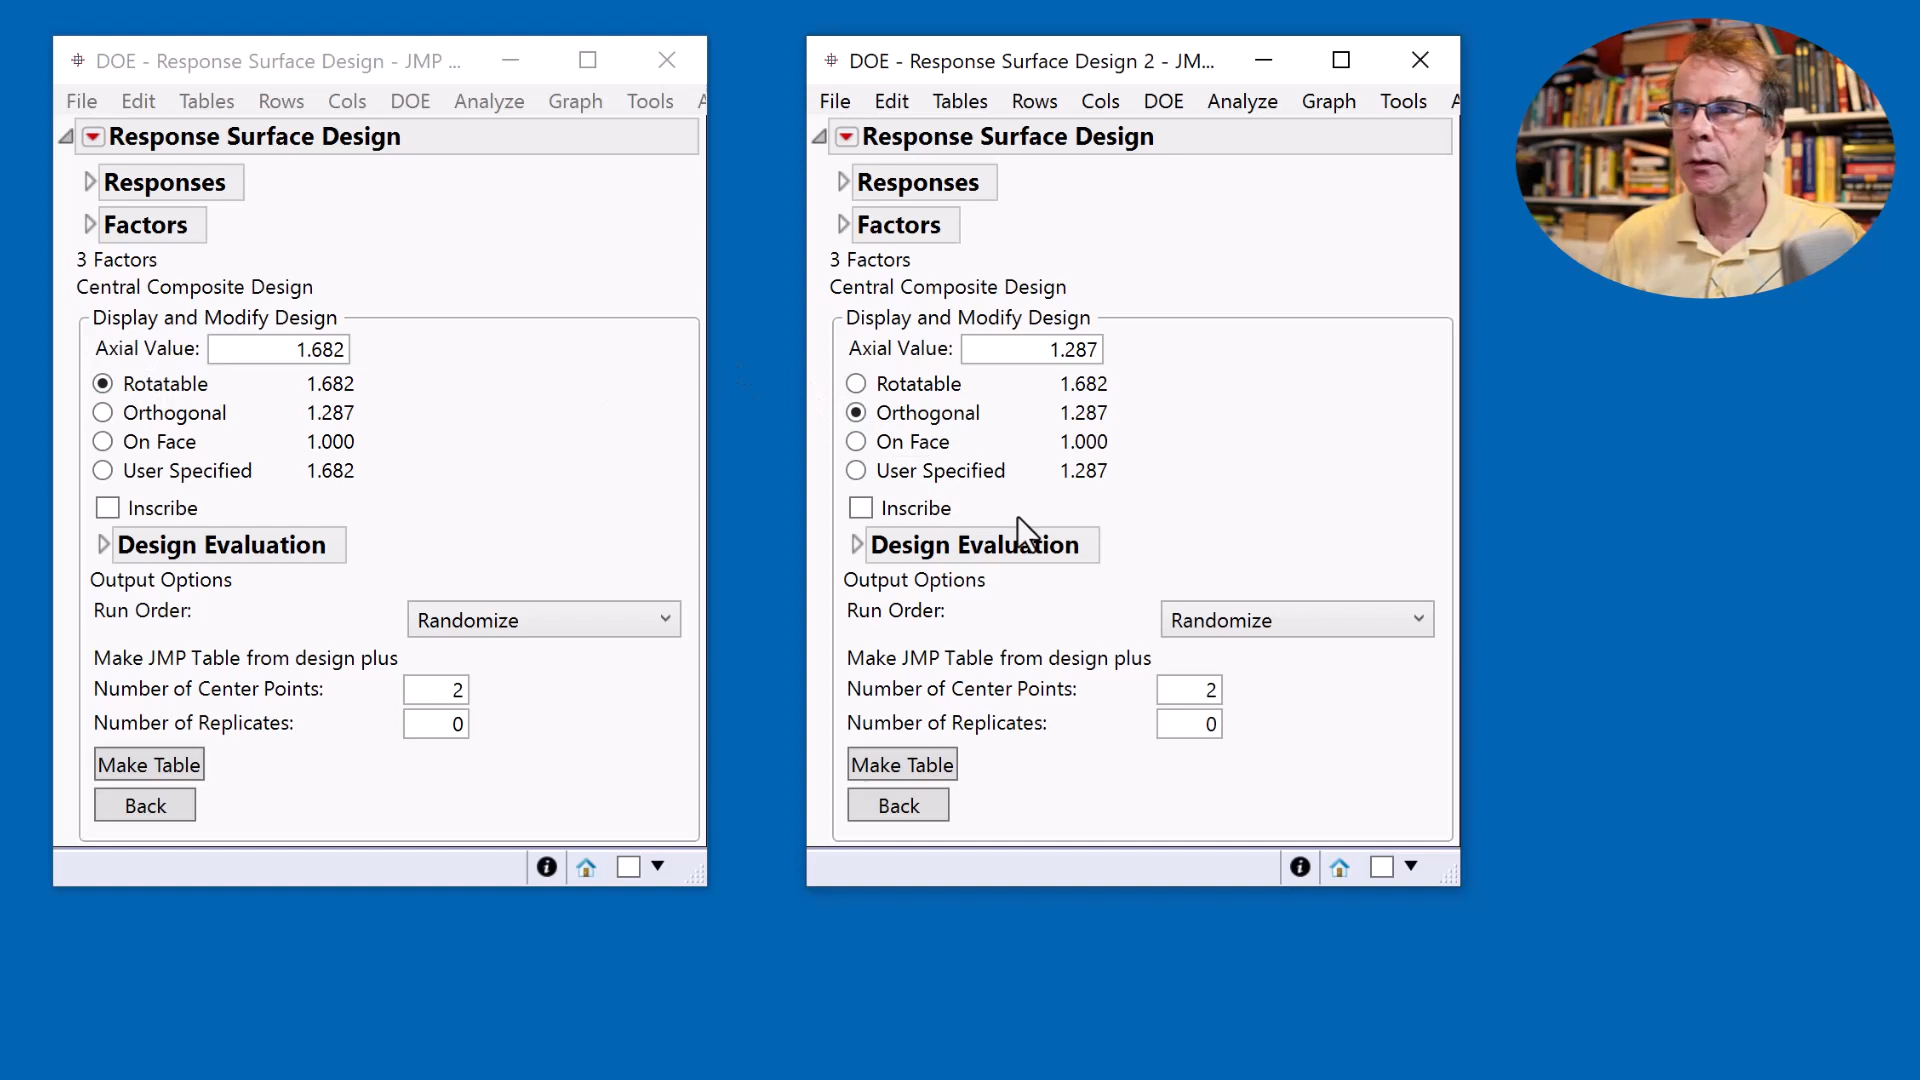 DOE - Response Surface Design - JMP ...
File Edit Tables Rows Cols DOE Analyze Graph Tools
Response Surface Design
Responses
Factors
3 Factors
Central Composite Design
Display and Modify Design
Axial Value: 1.682
Rotatable 1.682
Orthogonal 1.287
On Face 1.000
User Specified 1.682
Inscribe
Design Evaluation
Output Options
Run Order: Randomize
Make JMP Table from design plus
Number of Center Points: 2
Number of Replicates: 0
Make Table
Back
DOE - Response Surface Design 2 - JM...
File Edit Tables Rows Cols DOE Analyze Graph Tools
Response Surface Design
Responses
Factors
3 Factors
Central Composite Design
Display and Modify Design
Axial Value: 1.287
Rotatable 1.682
Orthogonal 1.287
On Face 1.000
User Specified 1.287
Inscribe
Design Evaluation
Output Options
Run Order: Randomize
Make JMP Table from design plus
Number of Center Points: 2
Number of Replicates: 0
Make Table
Back